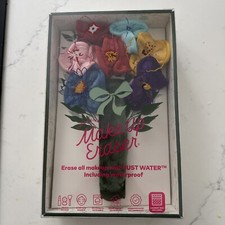 MakeUp
Eraser
Erase all makeup with JUST WATER™
Including waterproof